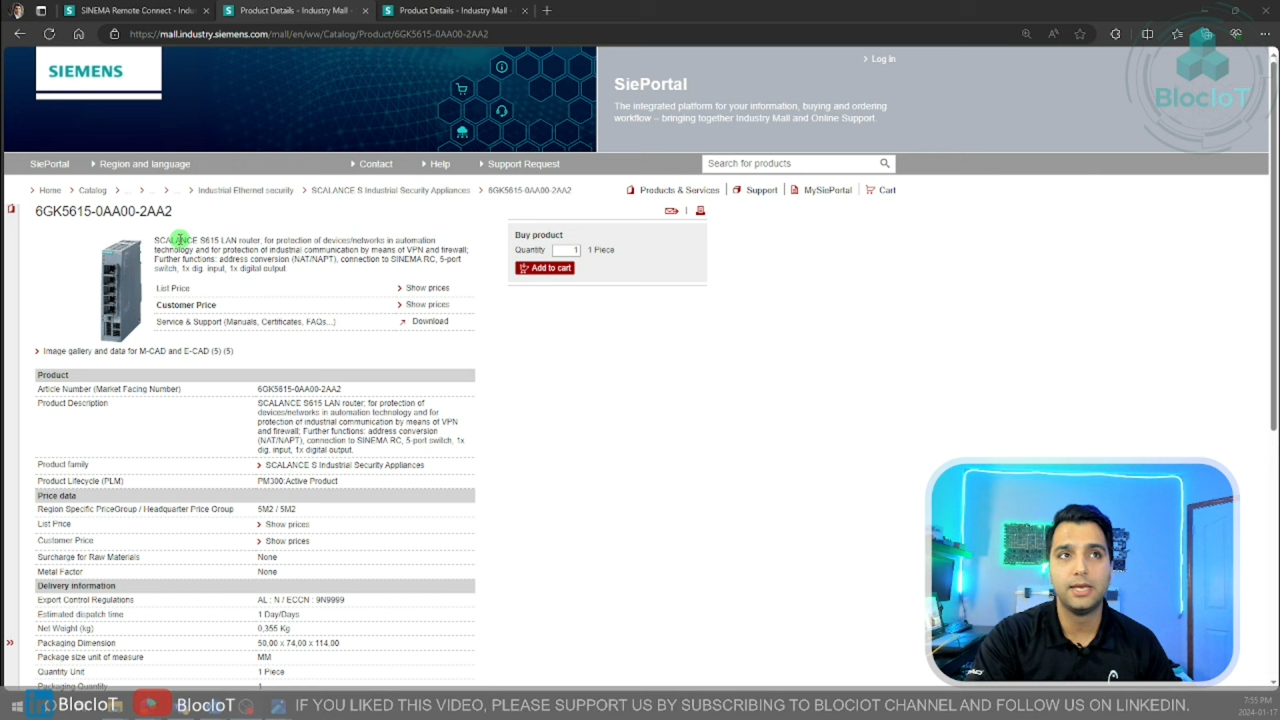 SINEMA Remote Connect - Indus
Product Details - Industry Mall -
Product Details - Industry Mall -
https://mall.industry.siemens.com/mall/en/ww/Catalog/Product/6GK5615-0AA00-2AA2
SIEMENS
Log in
SiePortal
The integrated platform for your information, buying and ordering
workflow – bringing together Industry Mall and Online Support.
BlocIoT
SiePortal Region and language Contact Help Support Request Search for products
Home Catalog ... ... ... Industrial Ethernet security SCALANCE S Industrial Security Appliances 6GK5615-0AA00-2AA2 Products & Services Support MySiePortal Cart
6GK5615-0AA00-2AA2
SCALANCE S615 LAN router; for protection of devices/networks in automation
technology and for protection of industrial communication by means of VPN and firewall;
Further functions: address conversion (NAT/NAPT), connection to SINEMA RC, 5-port
switch, 1x dig. input, 1x digital output
Buy product
Quantity 1 1 Piece
Add to cart
List Price Show prices
Customer Price Show prices
Service & Support (Manuals, Certificates, FAQs...) Download
Image gallery and data for M-CAD and E-CAD (5) (5)
Product
Article Number (Market Facing Number) 6GK5615-0AA00-2AA2
Product Description SCALANCE S615 LAN router; for protection of
devices/networks in automation technology and for
protection of industrial communication by means of VPN
and firewall; Further functions: address conversion
(NAT/NAPT), connection to SINEMA RC, 5-port switch, 1x
dig. input, 1x digital output.
Product family SCALANCE S Industrial Security Appliances
Product Lifecycle (PLM) PM300:Active Product
Price data
Region Specific PriceGroup / Headquarter Price Group 5M2 / 5M2
List Price Show prices
Customer Price Show prices
Surcharge for Raw Materials None
Metal Factor None
Delivery information
Export Control Regulations AL : N / ECCN : 9N9999
Estimated dispatch time 1 Day/Days
Net Weight (kg) 0,355 Kg
Packaging Dimension 50,00 x 74,00 x 114,00
Package size unit of measure MM
Quantity Unit 1 Piece
Packaging Quantity 1
BlocIoT BlocIoT IF YOU LIKED THIS VIDEO, PLEASE SUPPORT US BY SUBSCRIBING TO BLOCIOT CHANNEL AND FOLLOW US ON LINKEDIN.
7:55 PM
2024-01-17